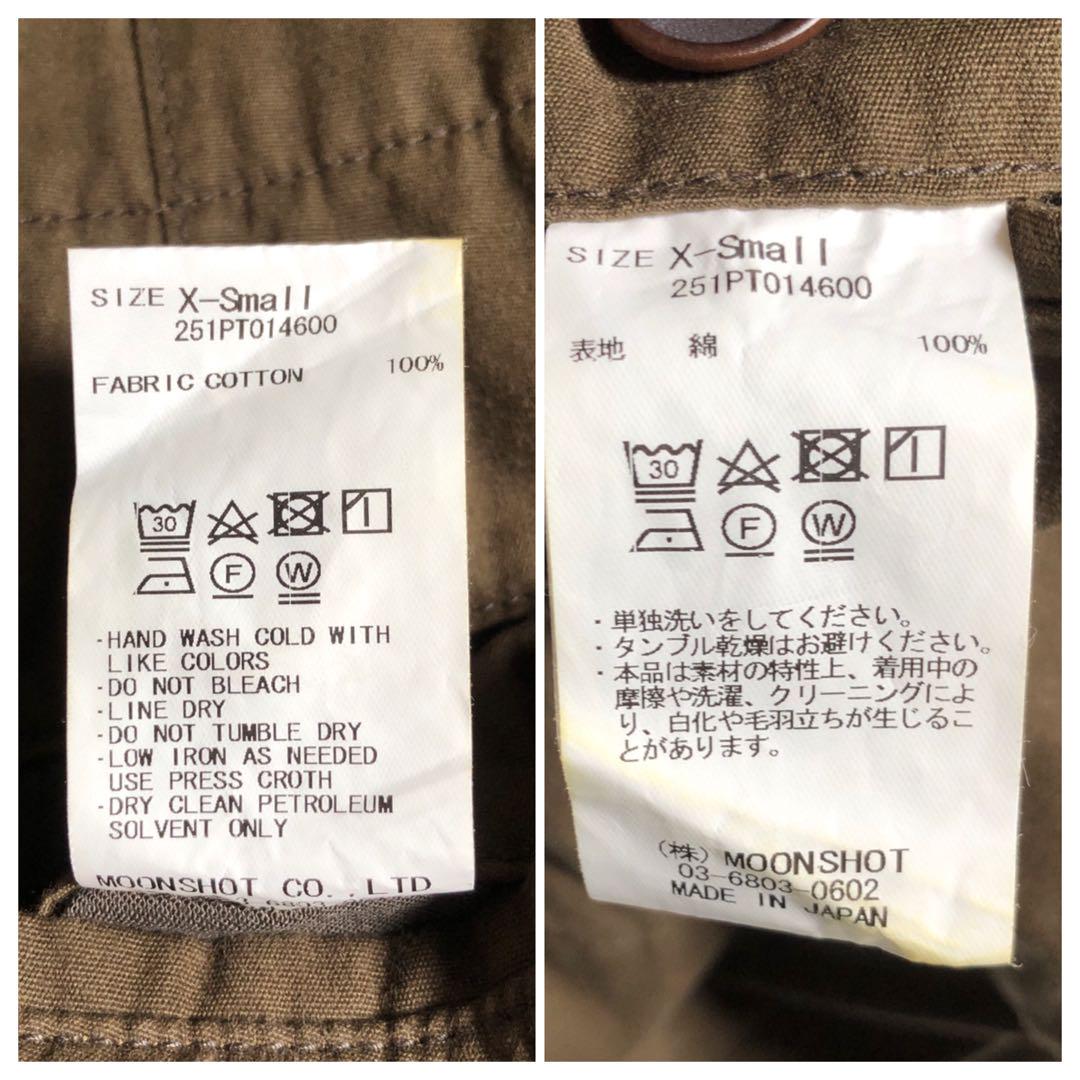 SIZE X-Small
251PT014600
FABRIC COTTON 100%
30
F W
·HAND WASH COLD WITH
LIKE COLORS
·DO NOT BLEACH
·LINE DRY
·DO NOT TUMBLE DRY
·LOW IRON AS NEEDED
USE PRESS CROTH
·DRY CLEAN PETROLEUM
SOLVENT ONLY
MOONSHOT CO.,LTD
SIZE X-Small
251PT014600
表地 綿 100%
30
F W
・単独洗いをしてください。
・タンブル乾燥はお避けください。
・本品は素材の特性上、着用中の
摩擦や洗濯、クリーニングによ
り、白化や毛羽立ちが生じるこ
とがあります。
(株) MOONSHOT
03-6803-0602
MADE IN JAPAN